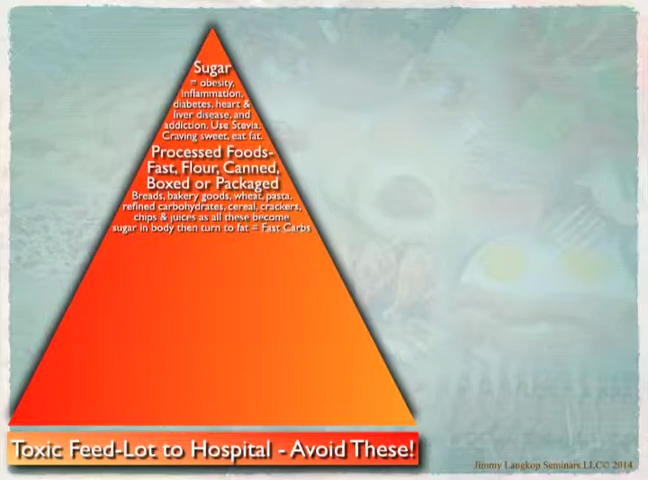 Sugar
= obesity,
inflammation,
diabetes, heart &
liver disease, and
addiction. Use Stevia.
Craving sweet, eat fat.
Processed Foods-
Fast, Flour, Canned,
Boxed or Packaged
Breads, bakery goods, wheat, pasta,
refined carbohydrates, cereal, crackers,
chips & juices as all these become
sugar in body then turn to fat = Fast Carbs
Toxic Feed-Lot to Hospital - Avoid These!
Jimmy Langkop Seminars LLC© 2014